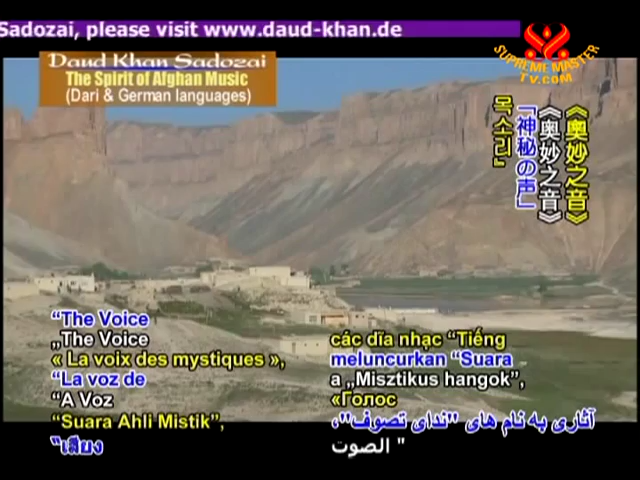 Sadozai, please visit www.daud-khan.de
Daud Khan Sadozai
The Spirit of Afghan Music
(Dari & German languages)
SUPREME MASTER
TV.COM
《奧妙之音》
《奥妙之音》
「神秘の声」
목소리』
“The Voice
„The Voice
« La voix des mystiques »,
“La voz de
“A Voz
“Suara Ahli Mistik”,
“เสียง
các dĩa nhạc “Tiếng
meluncurkan “Suara
a „Misztikus hangok”,
«Голос
آثاری به نام های "ندای تصوف"،
" الصوت